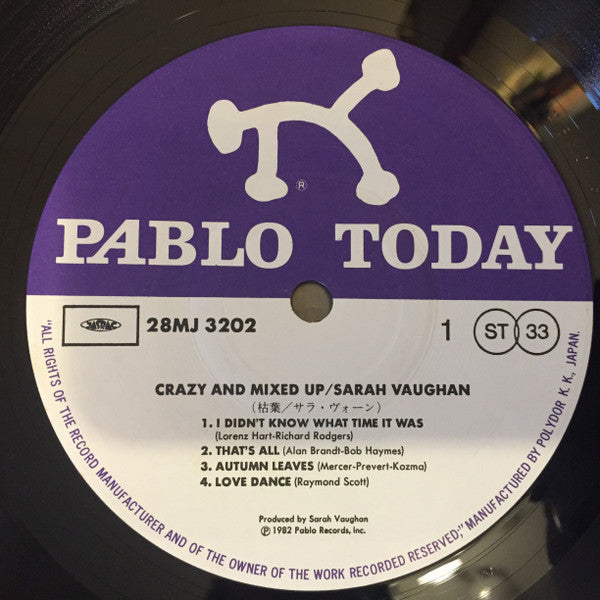 ®
PABLO TODAY
JASRAC
28MJ 3202
1
ST 33
CRAZY AND MIXED UP/SARAH VAUGHAN
(枯葉／サラ・ヴォーン)
1. I DIDN'T KNOW WHAT TIME IT WAS
(Lorenz Hart-Richard Rodgers)
2. THAT'S ALL (Alan Brandt-Bob Haymes)
3. AUTUMN LEAVES (Mercer-Prevert-Kozma)
4. LOVE DANCE (Raymond Scott)
Produced by Sarah Vaughan
℗ 1982 Pablo Records, Inc.
"ALL RIGHTS OF THE RECORD MANUFACTURER AND OF THE OWNER OF THE WORK RECORDED RESERVED;" MANUFACTURED BY POLYDOR K. K., JAPAN.